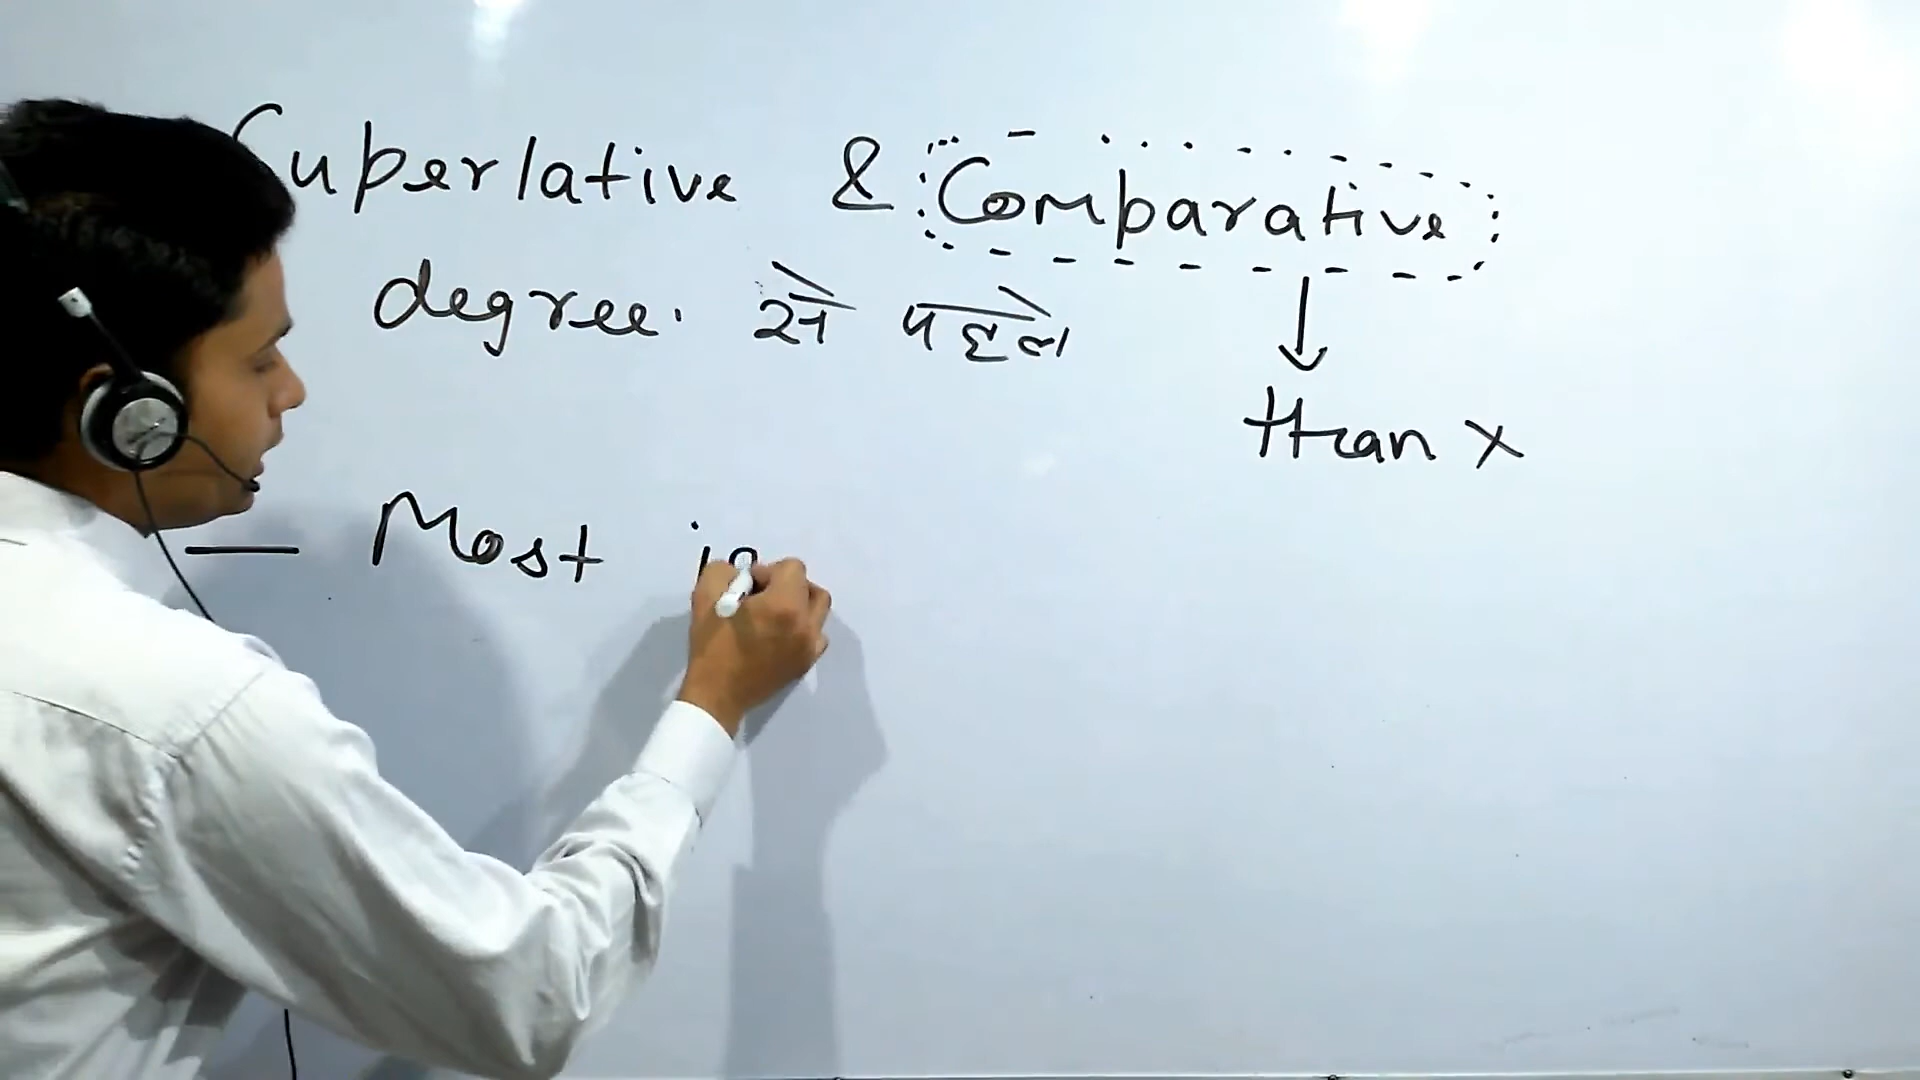 Superlative & Comparative
degree. से पहले
than x
— Most